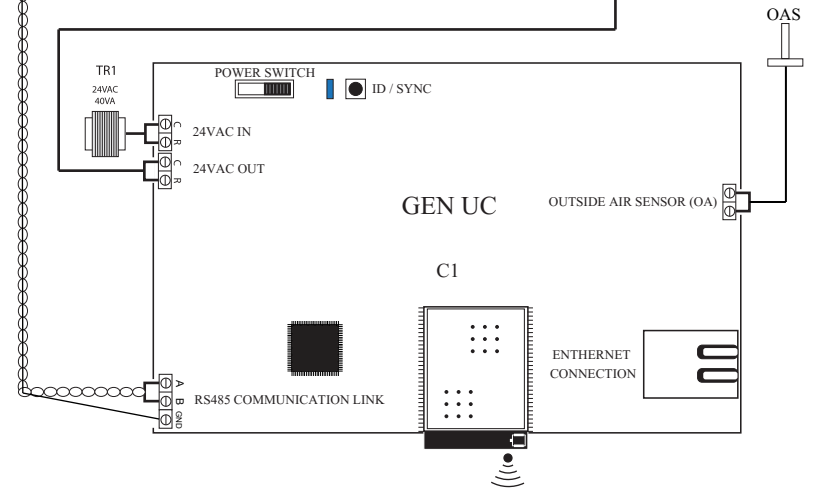 OAS
TR1
24VAC
40VA
POWER SWITCH
ID / SYNC
C
R
24VAC IN
C
R
24VAC OUT
GEN UC
OUTSIDE AIR SENSOR (OA)
C1
ENTHERNET
CONNECTION
A
B
GND
RS485 COMMUNICATION LINK